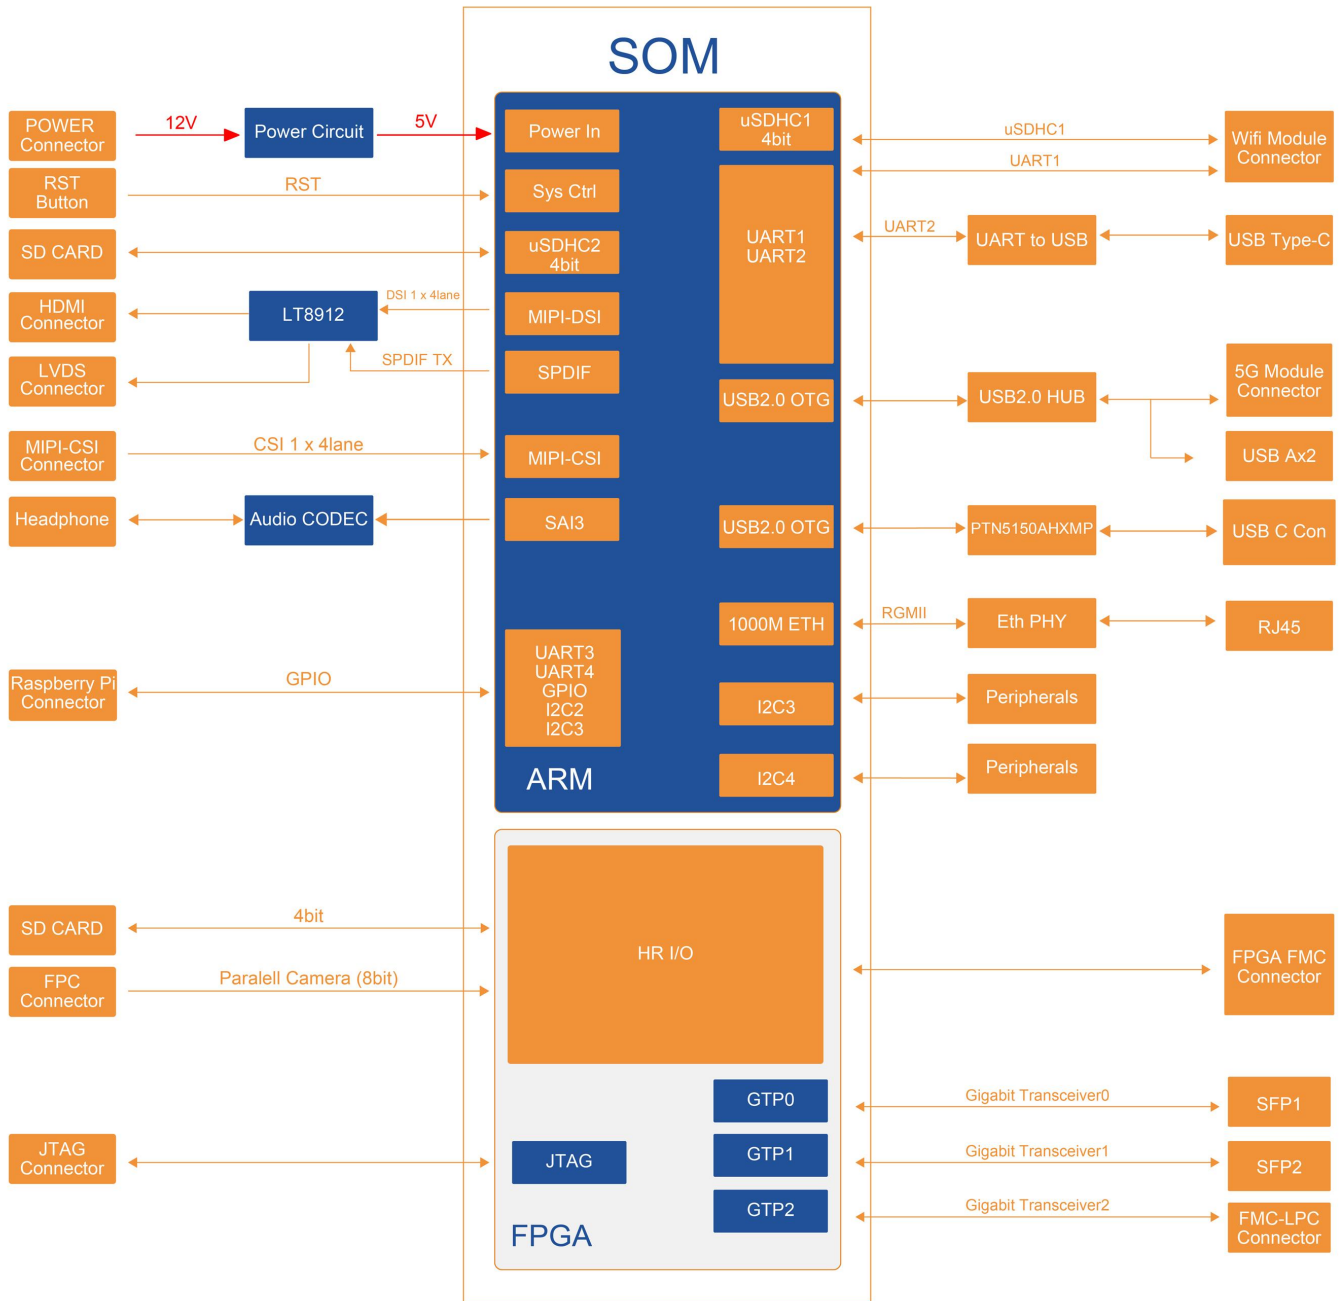 SOM
POWER
Connector
12V
Power Circuit
5V
Power In
RST
Button
RST
Sys Ctrl
SD CARD
uSDHC2
4bit
HDMI
Connector
LT8912
DSI 1 x 4lane
MIPI-DSI
LVDS
Connector
SPDIF TX
SPDIF
MIPI-CSI
Connector
CSI 1 x 4lane
MIPI-CSI
Headphone
Audio CODEC
SAI3
Raspberry Pi
Connector
GPIO
UART3
UART4
GPIO
I2C2
I2C3
ARM
uSDHC1
4bit
uSDHC1
UART1
Wifi Module
Connector
UART1
UART2
UART2
UART to USB
USB Type-C
USB2.0 OTG
USB2.0 HUB
5G Module
Connector
USB Ax2
USB2.0 OTG
PTN5150AHXMP
USB C Con
1000M ETH
RGMII
Eth PHY
RJ45
I2C3
Peripherals
I2C4
Peripherals
SD CARD
4bit
HR I/O
FPC
Connector
Paralell Camera (8bit)
FPGA FMC
Connector
JTAG
Connector
JTAG
FPGA
GTP0
Gigabit Transceiver0
SFP1
GTP1
Gigabit Transceiver1
SFP2
GTP2
Gigabit Transceiver2
FMC-LPC
Connector